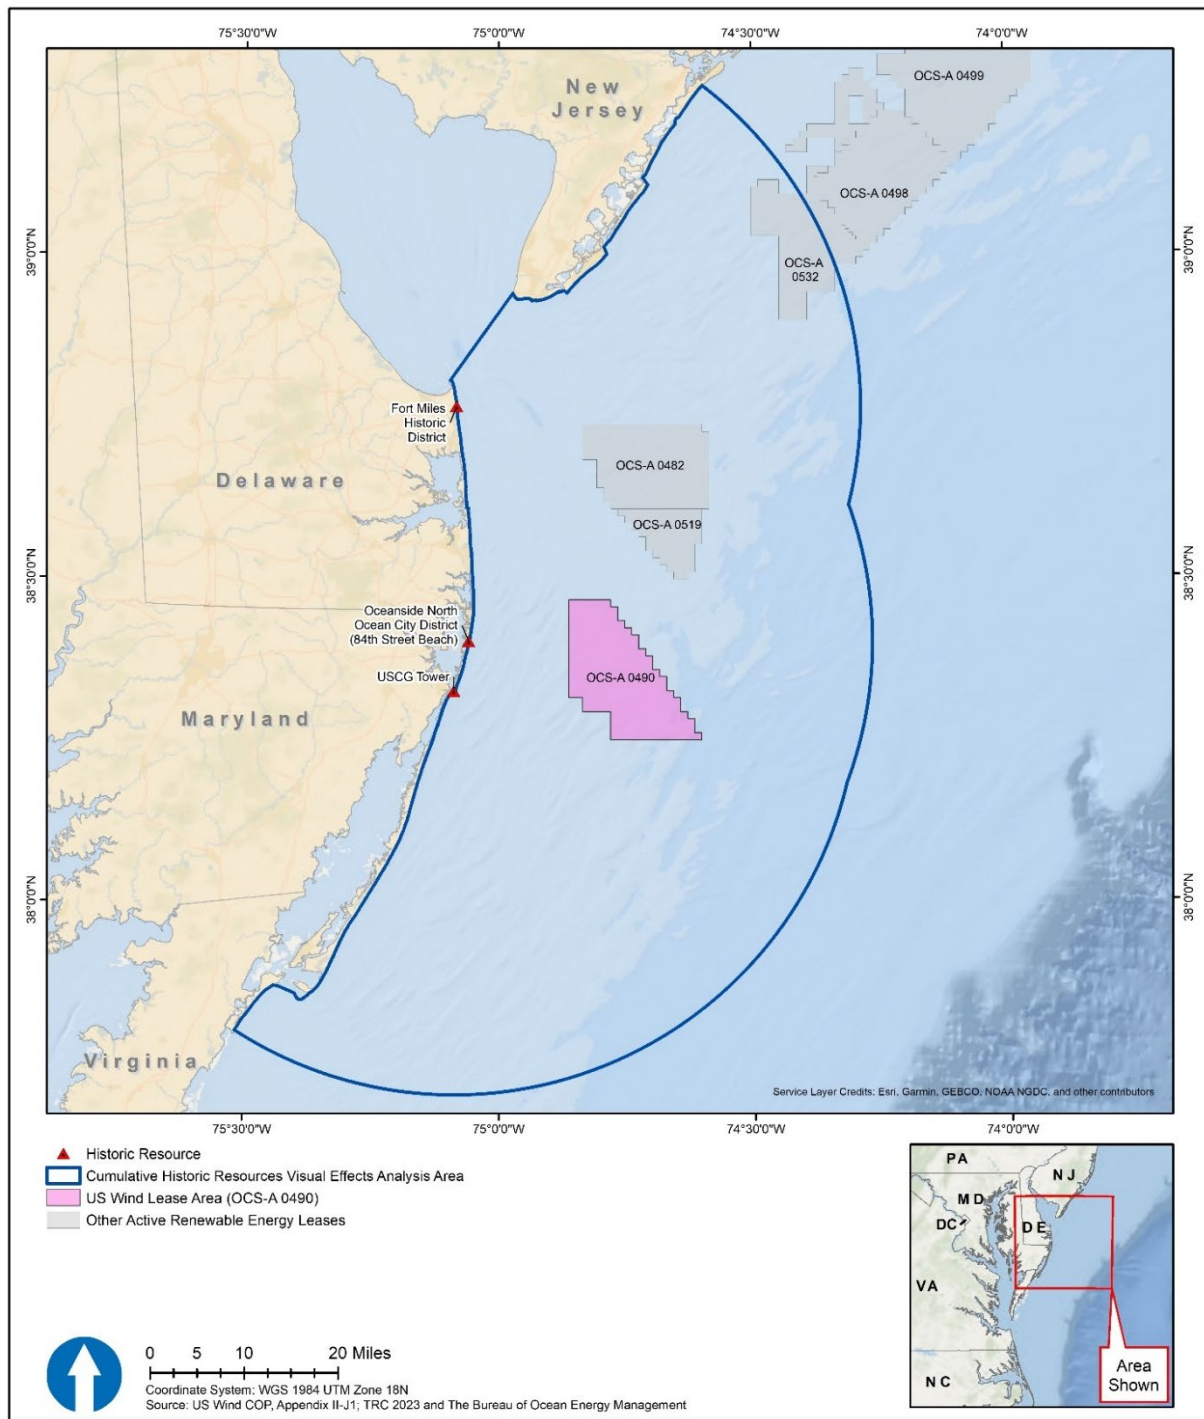 75°30'0"W
75°0'0"W
74°30'0"W
74°0'0"W
New
Jersey
OCS-A 0499
OCS-A 0498
OCS-A
0532
39°0'0"N
39°0'0"N
Fort Miles
Historic
District
OCS-A 0482
Delaware
OCS-A 0519
38°30'0"N
38°30'0"N
Oceanside North
Ocean City District
(84th Street Beach)
USCG Tower
OCS-A 0490
Maryland
38°0'0"N
38°0'0"N
Virginia
Service Layer Credits: Esri, Garmin, GEBCO, NOAA NGDC, and other contributors
75°30'0"W
75°0'0"W
74°30'0"W
74°0'0"W
Historic Resource
Cumulative Historic Resources Visual Effects Analysis Area
US Wind Lease Area (OCS-A 0490)
Other Active Renewable Energy Leases
PA
NJ
MD
DC
DE
VA
NC
Area
Shown
0 5 10 20 Miles
Coordinate System: WGS 1984 UTM Zone 18N
Source: US Wind COP, Appendix II-J1; TRC 2023 and The Bureau of Ocean Energy Management